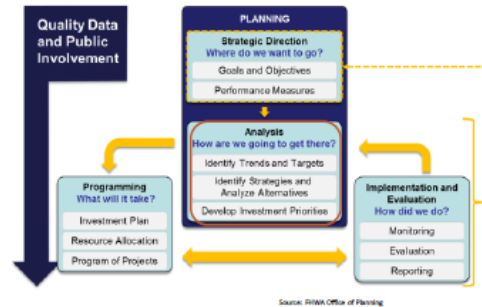 Quality Data
and Public
Involvement
PLANNING
Strategic Direction
Where do we want to go?
Goals and Objectives
Performance Measures
Analysis
How are we going to get there?
Identify Trends and Targets
Identify Strategies and
Analyze Alternatives
Develop Investment Priorities
Programming
What will it take?
Investment Plan
Resource Allocation
Program of Projects
Implementation and
Evaluation
How did we do?
Monitoring
Evaluation
Reporting
Source: FHWA Office of Planning